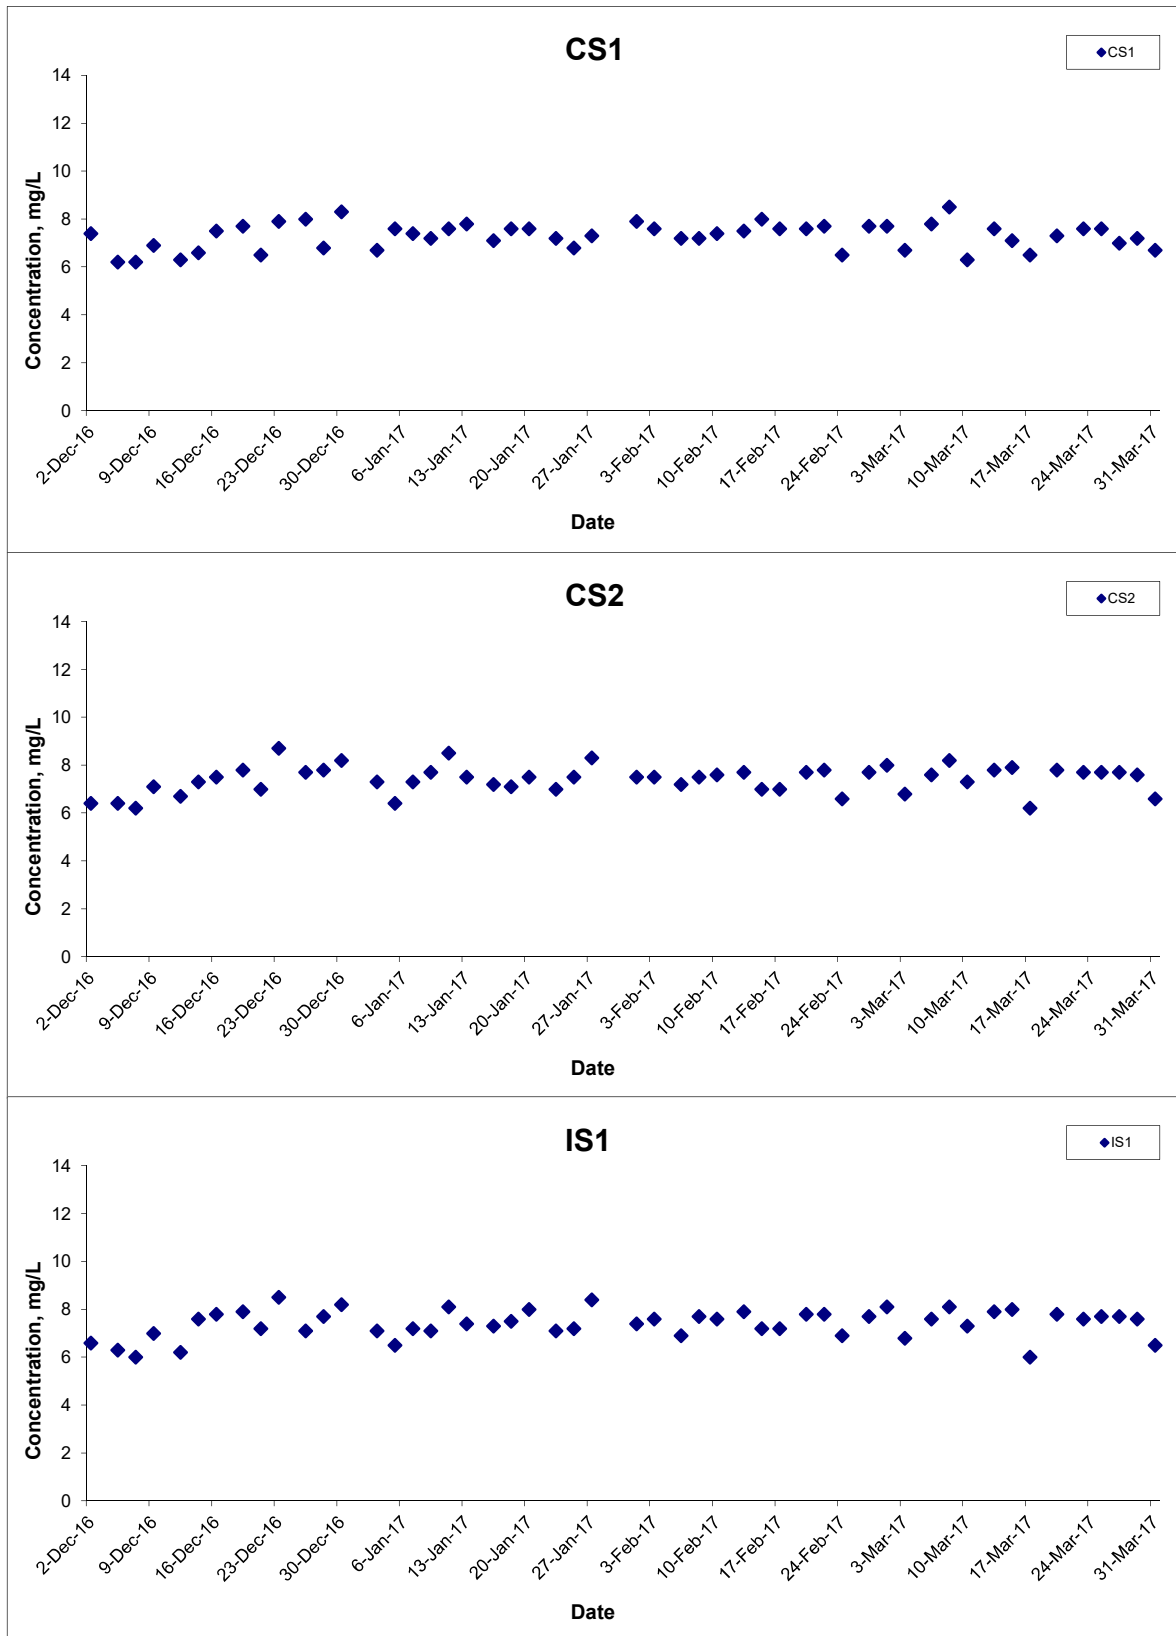 CS1
CS1
14
12
10
8
6
4
2
0
Concentration, mg/L
2-Dec-16
9-Dec-16
16-Dec-16
23-Dec-16
30-Dec-16
6-Jan-17
13-Jan-17
20-Jan-17
27-Jan-17
3-Feb-17
10-Feb-17
17-Feb-17
24-Feb-17
3-Mar-17
10-Mar-17
17-Mar-17
24-Mar-17
31-Mar-17
Date
CS2
CS2
14
12
10
8
6
4
2
0
Concentration, mg/L
2-Dec-16
9-Dec-16
16-Dec-16
23-Dec-16
30-Dec-16
6-Jan-17
13-Jan-17
20-Jan-17
27-Jan-17
3-Feb-17
10-Feb-17
17-Feb-17
24-Feb-17
3-Mar-17
10-Mar-17
17-Mar-17
24-Mar-17
31-Mar-17
Date
IS1
IS1
14
12
10
8
6
4
2
0
Concentration, mg/L
2-Dec-16
9-Dec-16
16-Dec-16
23-Dec-16
30-Dec-16
6-Jan-17
13-Jan-17
20-Jan-17
27-Jan-17
3-Feb-17
10-Feb-17
17-Feb-17
24-Feb-17
3-Mar-17
10-Mar-17
17-Mar-17
24-Mar-17
31-Mar-17
Date